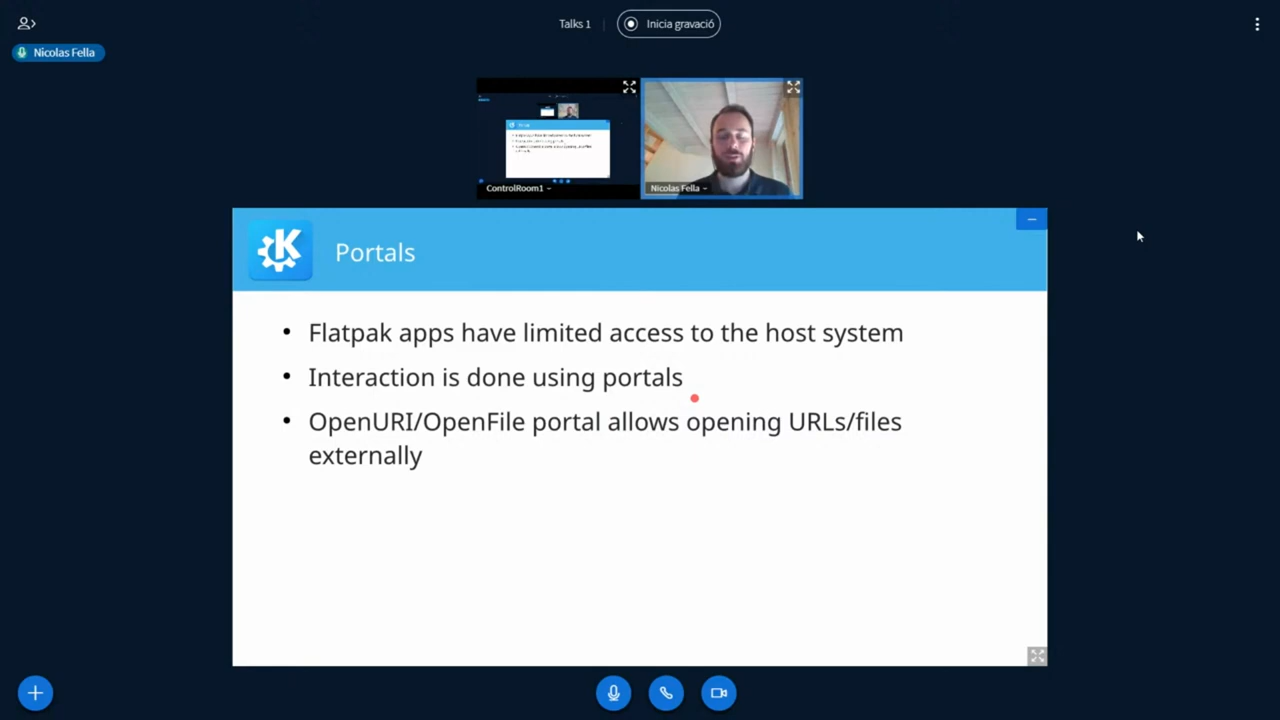 Talks 1
Inicia gravació
Nicolas Fella
ControlRoom1
Nicolas Fella
Portals
Flatpak apps have limited access to the host system
Interaction is done using portals
OpenURI/OpenFile portal allows opening URLs/files
externally